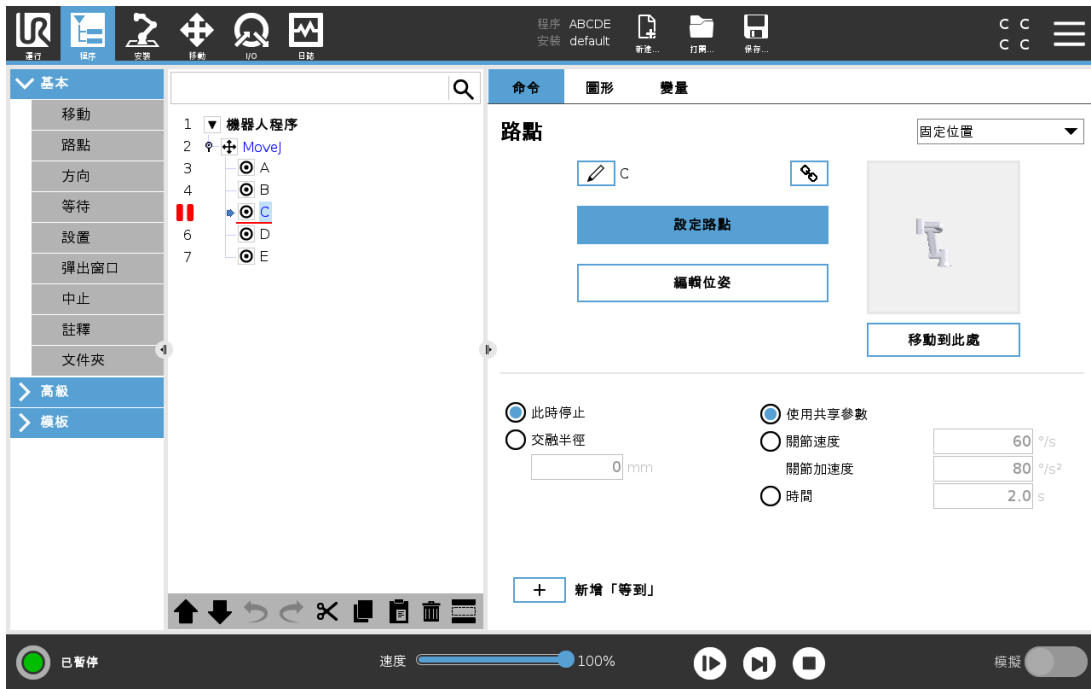 程序 ABCDE
安裝 default
運行
程序
安裝
移動
I/O
日誌
新建...
打開...
保存...
C C
C C
基本
移動
路點
方向
等待
設置
彈出窗口
中止
註釋
文件夾
高級
模板
1 機器人程序
2 MoveJ
3 A
4 B
C
6 D
7 E
命令
圖形
變量
路點
固定位置
C
設定路點
編輯位姿
移動到此處
此時停止
交融半徑
0 mm
使用共享參數
關節速度 60 °/s
關節加速度 80 °/s²
時間 2.0 s
+ 新增「等到」
已暫停
速度 100%
模擬